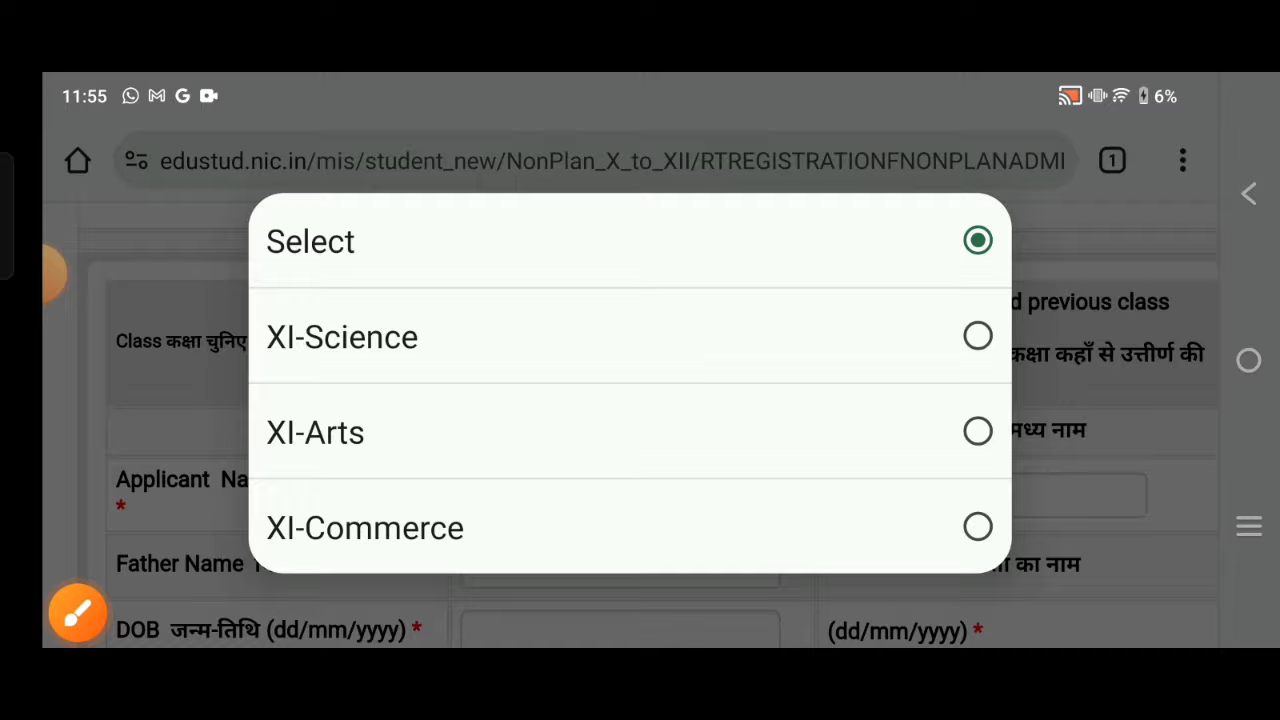 11:55
6%
edustud.nic.in/mis/student_new/NonPlan_X_to_XII/RTREGISTRATIONFNONPLANADMI
1
Select
XI-Science
XI-Arts
XI-Commerce
d previous class
Class कक्षा चुनिए
कक्षा कहाँ से उत्तीर्ण की
मध्य नाम
Applicant Na
*
Father Name
का नाम
DOB जन्म-तिथि (dd/mm/yyyy) *
(dd/mm/yyyy) *